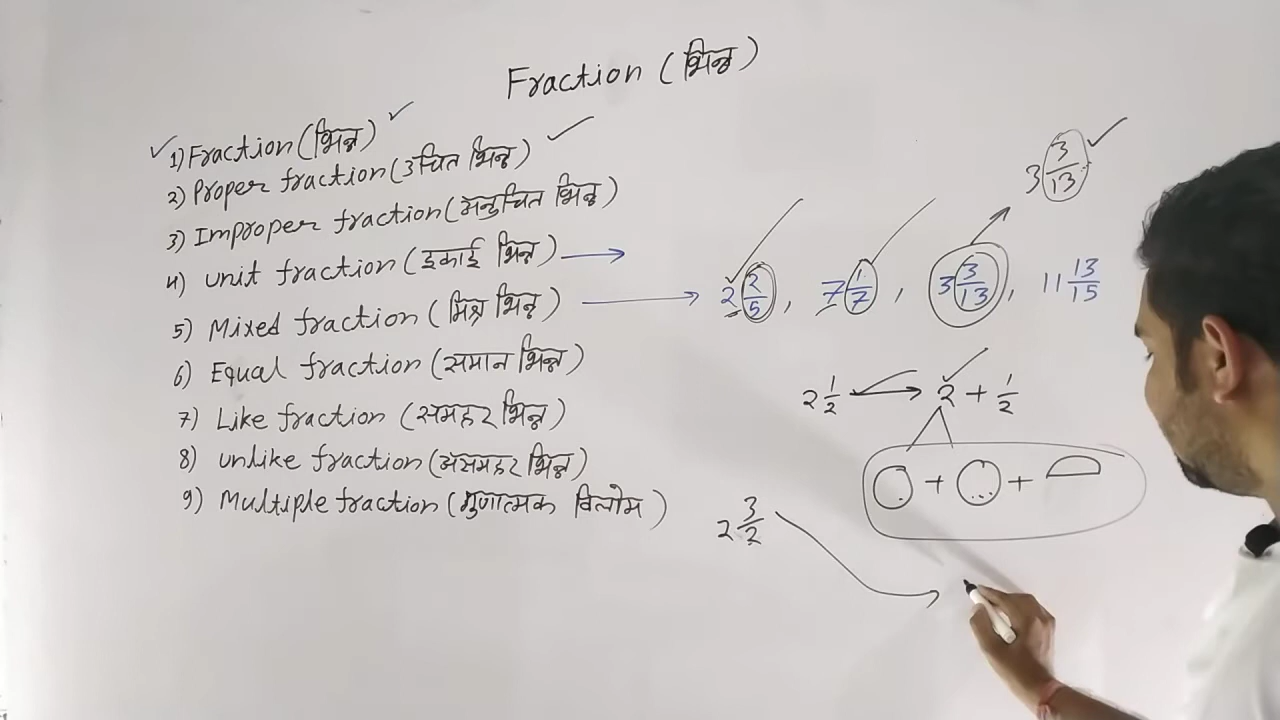 Fraction (भिन्न)
1) Fraction (भिन्न)
2) Proper fraction (उचित भिन्न)
3) Improper fraction (अनुचित भिन्न)
4) unit fraction (इकाई भिन्न)
5) Mixed fraction (मिश्र भिन्न)
6) Equal fraction (समान भिन्न)
7) Like fraction (समहर भिन्न)
8) unlike fraction (असमहर भिन्न)
9) Multiple fraction (गुणात्मक विलोम)
3 3/13
2 2/5, 7 1/7, 3 3/13, 11 13/15
2 1/2 → 2 + 1/2
+ +
2 3/2